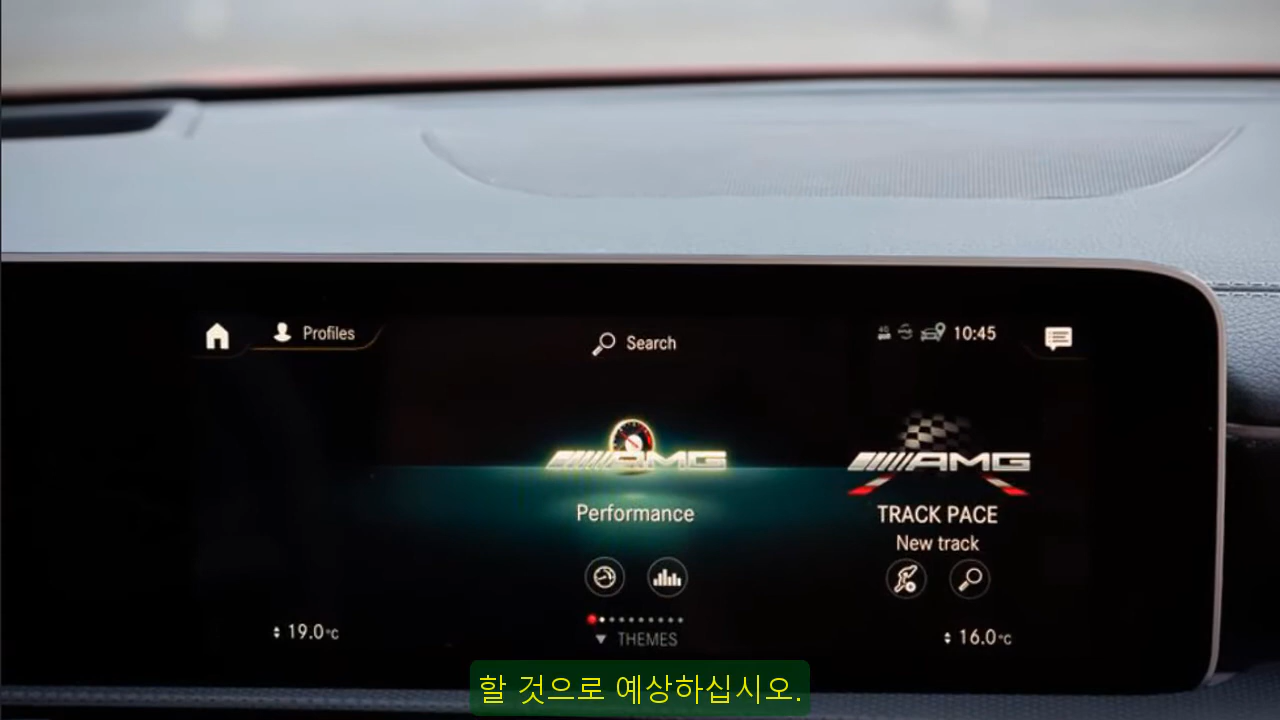 Profiles
Search
10:45
AMG
AMG
Performance
TRACK PACE
New track
19.0°C
THEMES
16.0°C
할 것으로 예상하십시오.